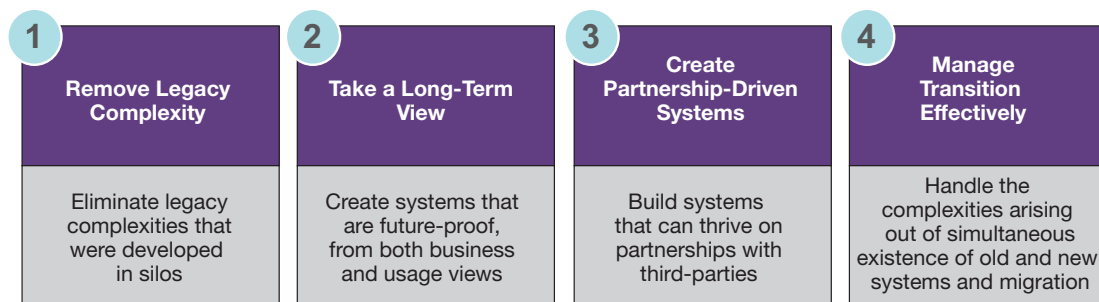 1
Remove Legacy
Complexity
Eliminate legacy
complexities that
were developed
in silos
2
Take a Long-Term
View
Create systems that
are future-proof,
from both business
and usage views
3
Create
Partnership-Driven
Systems
Build systems
that can thrive on
partnerships with
third-parties
4
Manage
Transition
Effectively
Handle the
complexities arising
out of simultaneous
existence of old and new
systems and migration